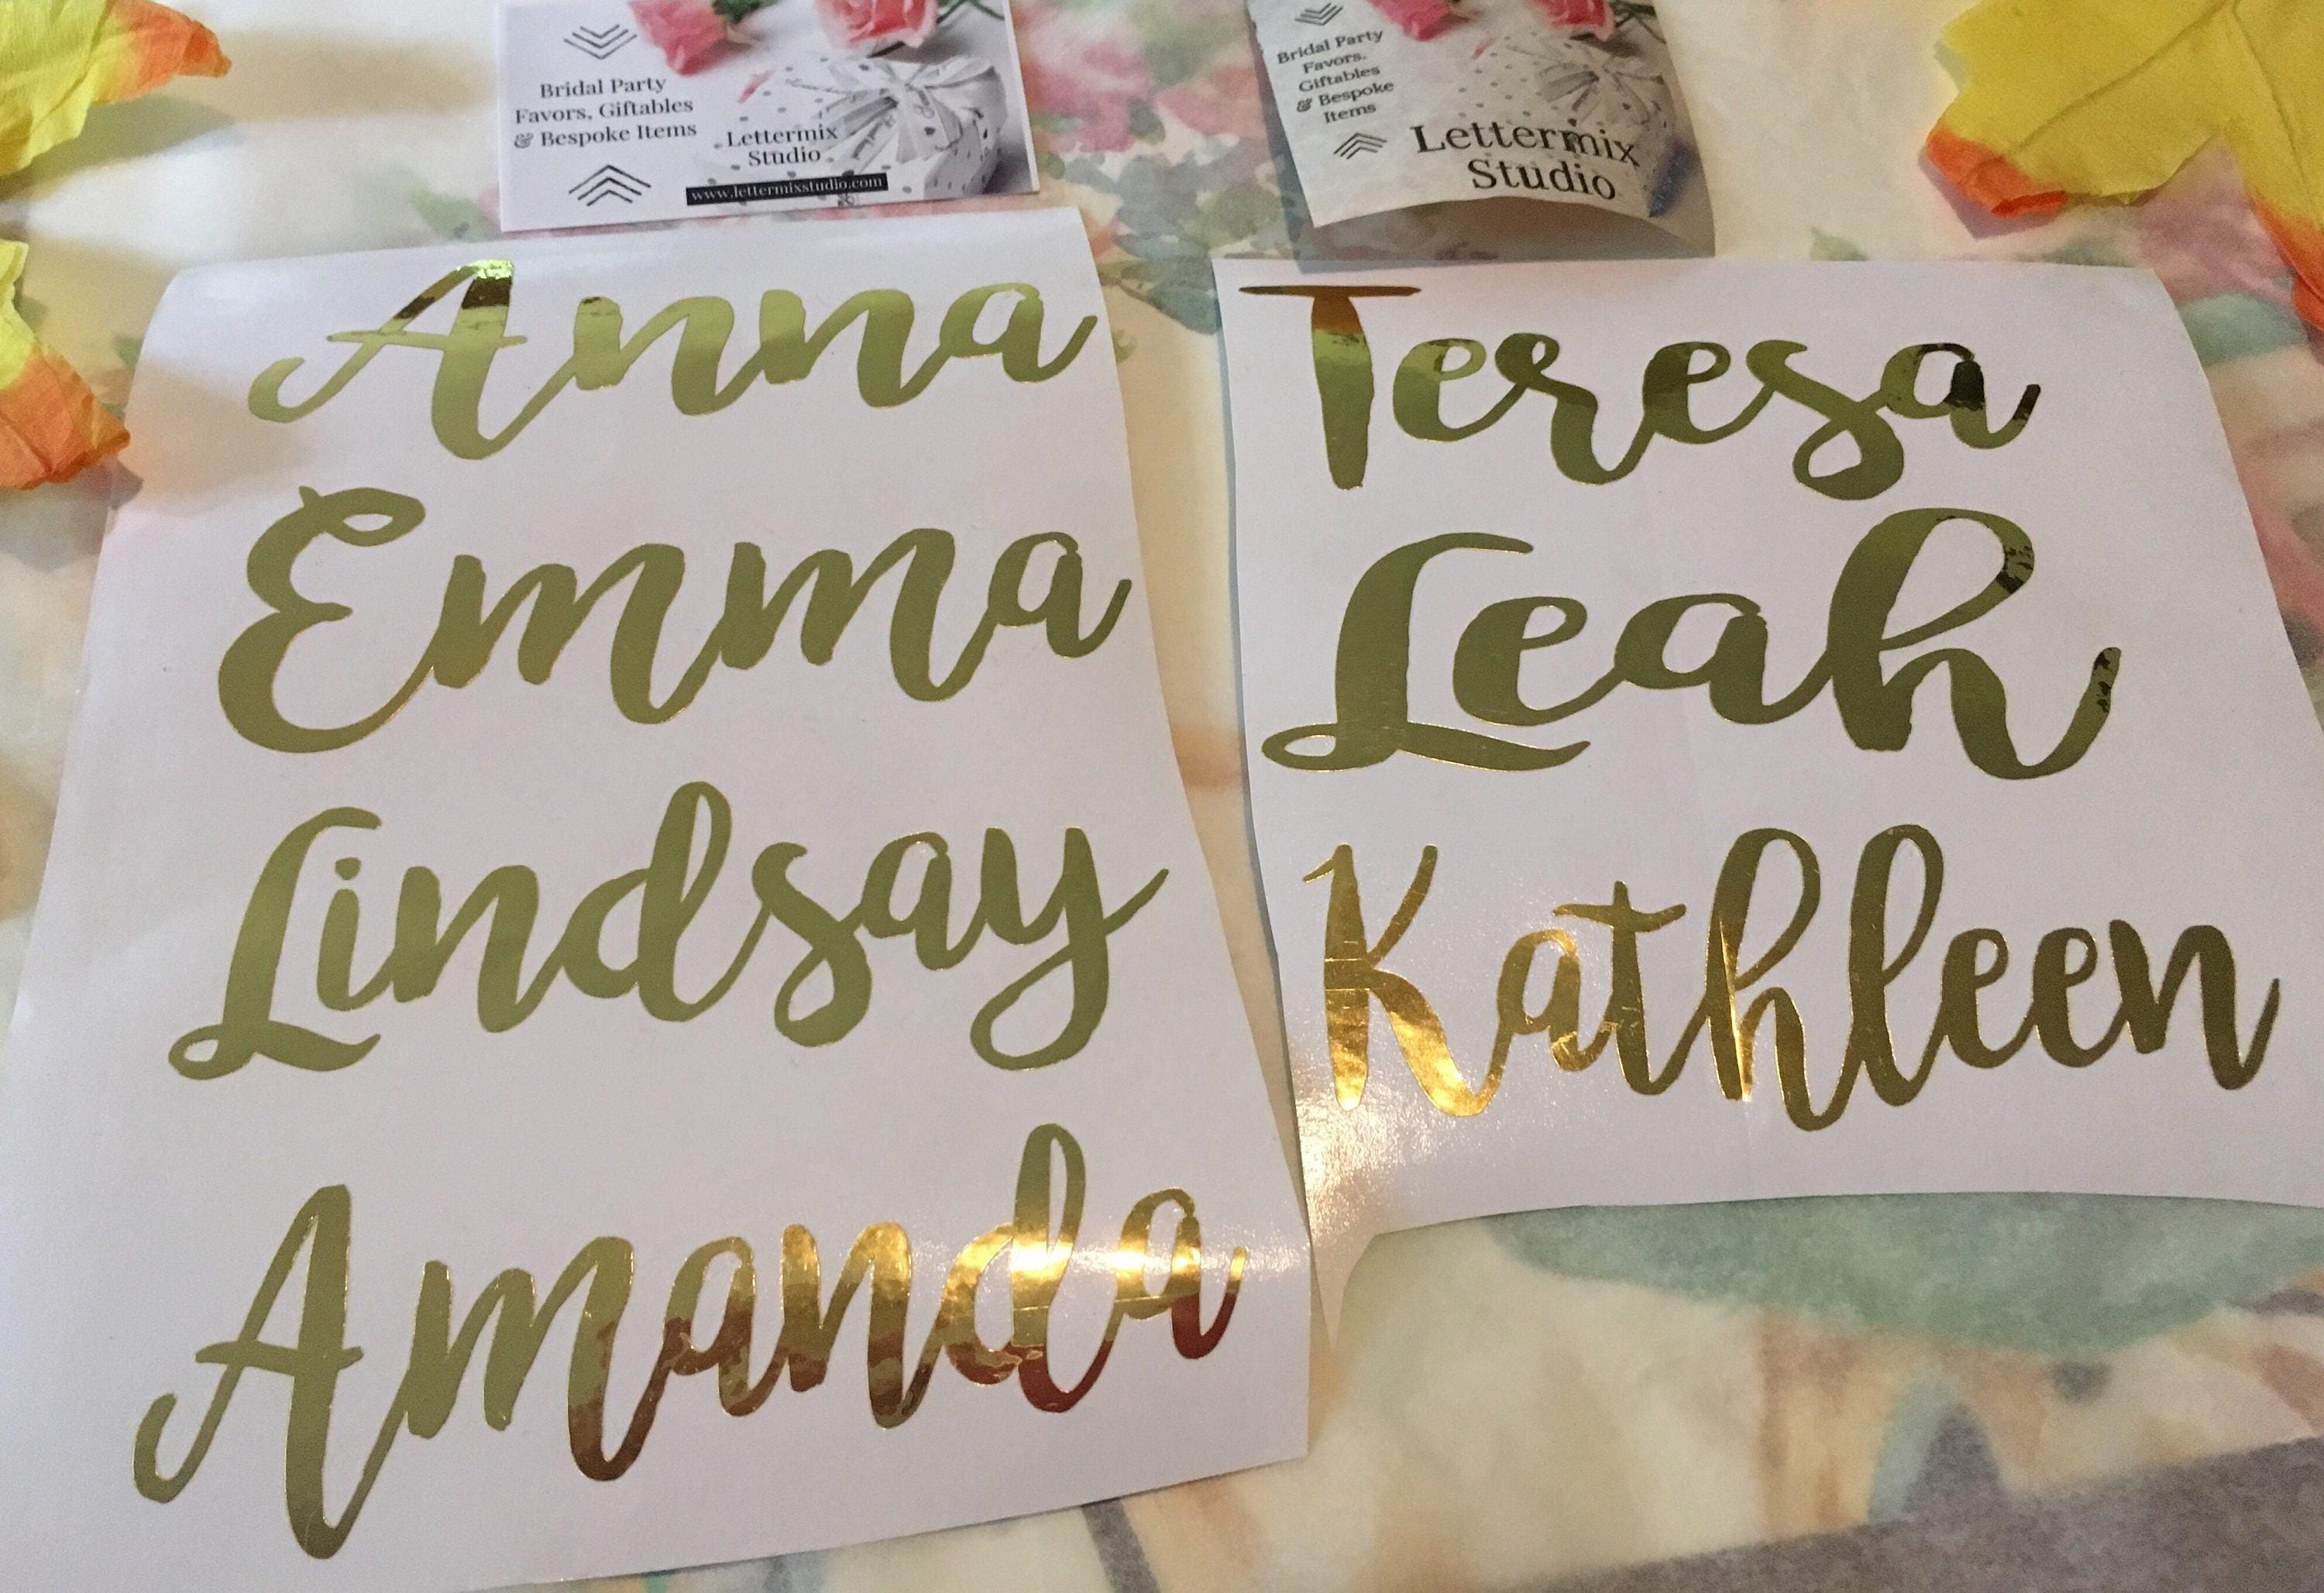 Bridal Party
Favors, Giftables
& Bespoke Items
Lettermix
Studio
www.lettermixstudio.com
Bridal Party
Favors,
Giftables
& Bespoke
Items
Lettermix
Studio
Anna
Emma
Lindsay
Amanda
Teresa
Leah
Kathleen